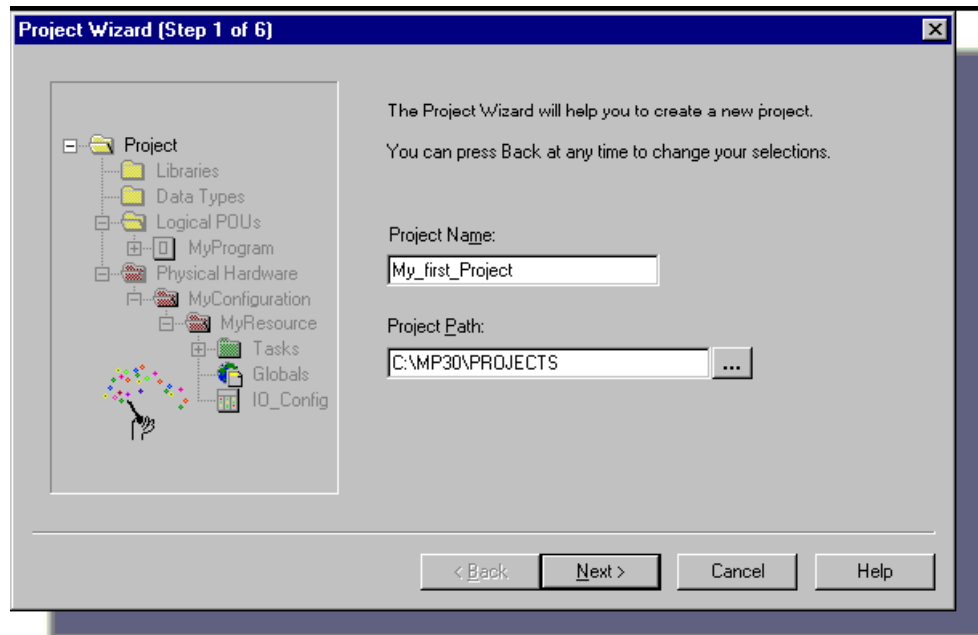 Project Wizard (Step 1 of 6)
Project
Libraries
Data Types
Logical POUs
MyProgram
Physical Hardware
MyConfiguration
MyResource
Tasks
Globals
IO_Config
The Project Wizard will help you to create a new project.
You can press Back at any time to change your selections.
Project Name:
My_first_Project
Project Path:
C:\MP30\PROJECTS
...
< Back
Next >
Cancel
Help